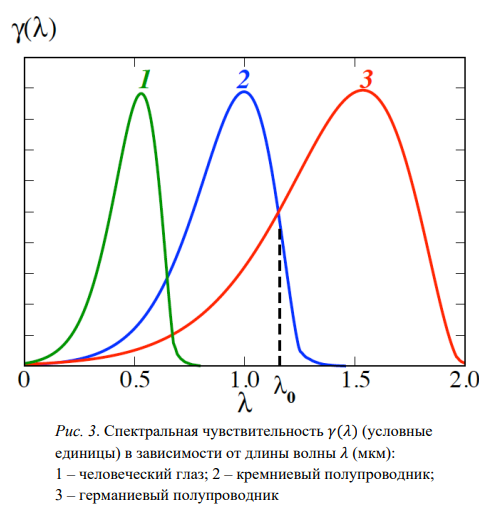 γ(λ)
1 2 3
0 0.5 1.0 λ₀ 1.5 2.0
λ
Рис. 3. Спектральная чувствительность γ(λ) (условные
единицы) в зависимости от длины волны λ (мкм):
1 – человеческий глаз; 2 – кремниевый полупроводник;
3 – германиевый полупроводник